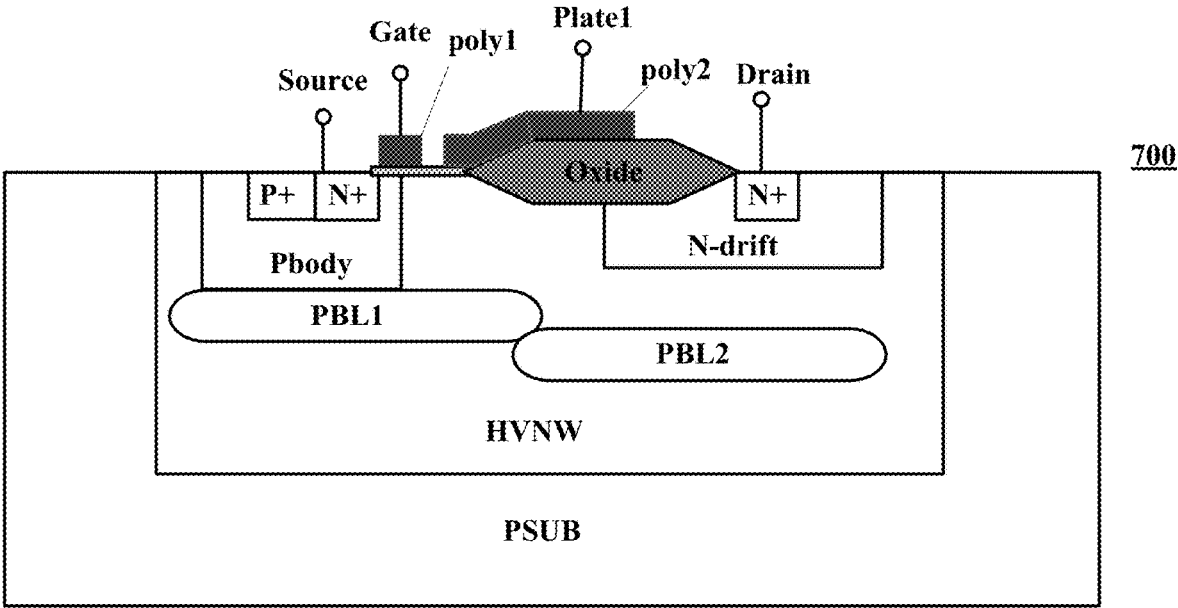 Plate1
Gate
poly1
poly2
Drain
Source
700
Oxide
P+
N+
N+
N-drift
Pbody
PBL1
PBL2
HVNW
PSUB